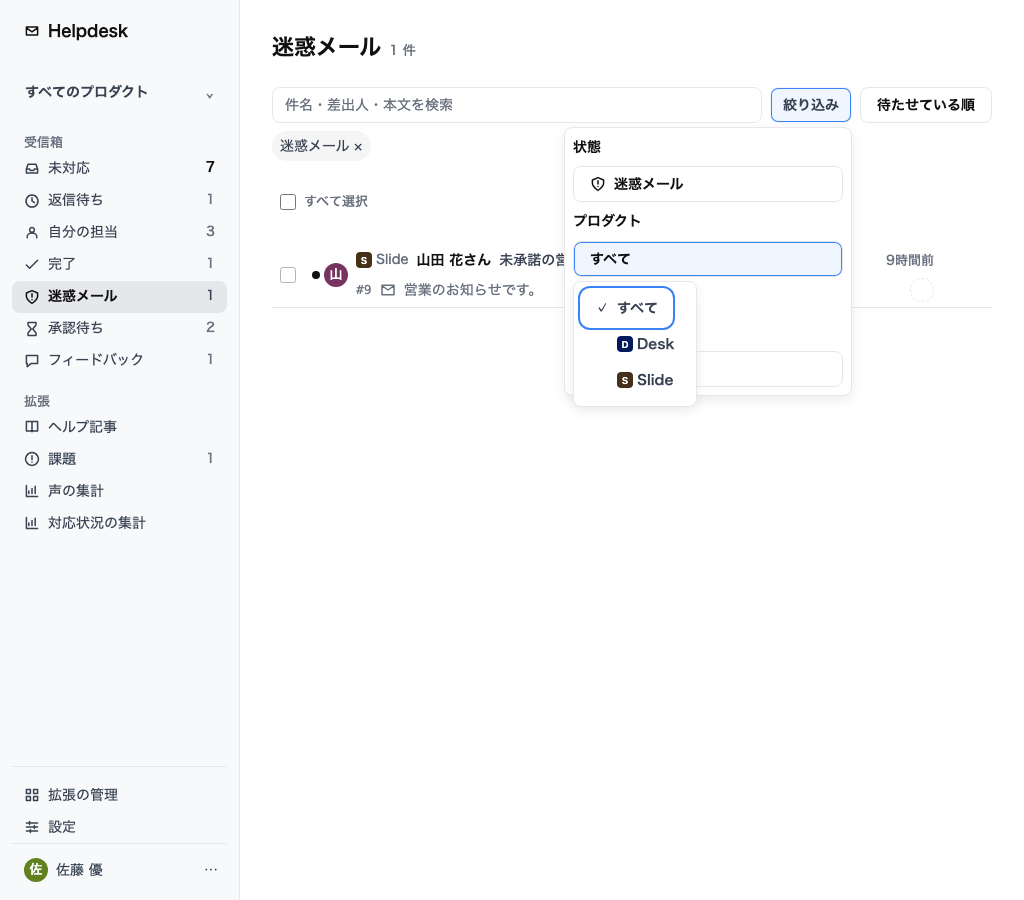 Helpdesk
すべてのプロダクト
受信箱
未対応 7
返信待ち 1
自分の担当 3
完了 1
迷惑メール 1
承認待ち 2
フィードバック 1
拡張
ヘルプ記事
課題 1
声の集計
対応状況の集計
拡張の管理
設定
佐 佐藤 優 …
迷惑メール 1 件
件名・差出人・本文を検索
絞り込み
待たせている順
迷惑メール ×
すべて選択
山 S Slide 山田 花さん 未承諾の営 9時間前
#9 営業のお知らせです。
状態
迷惑メール
プロダクト
すべて
✓ すべて
D Desk
S Slide